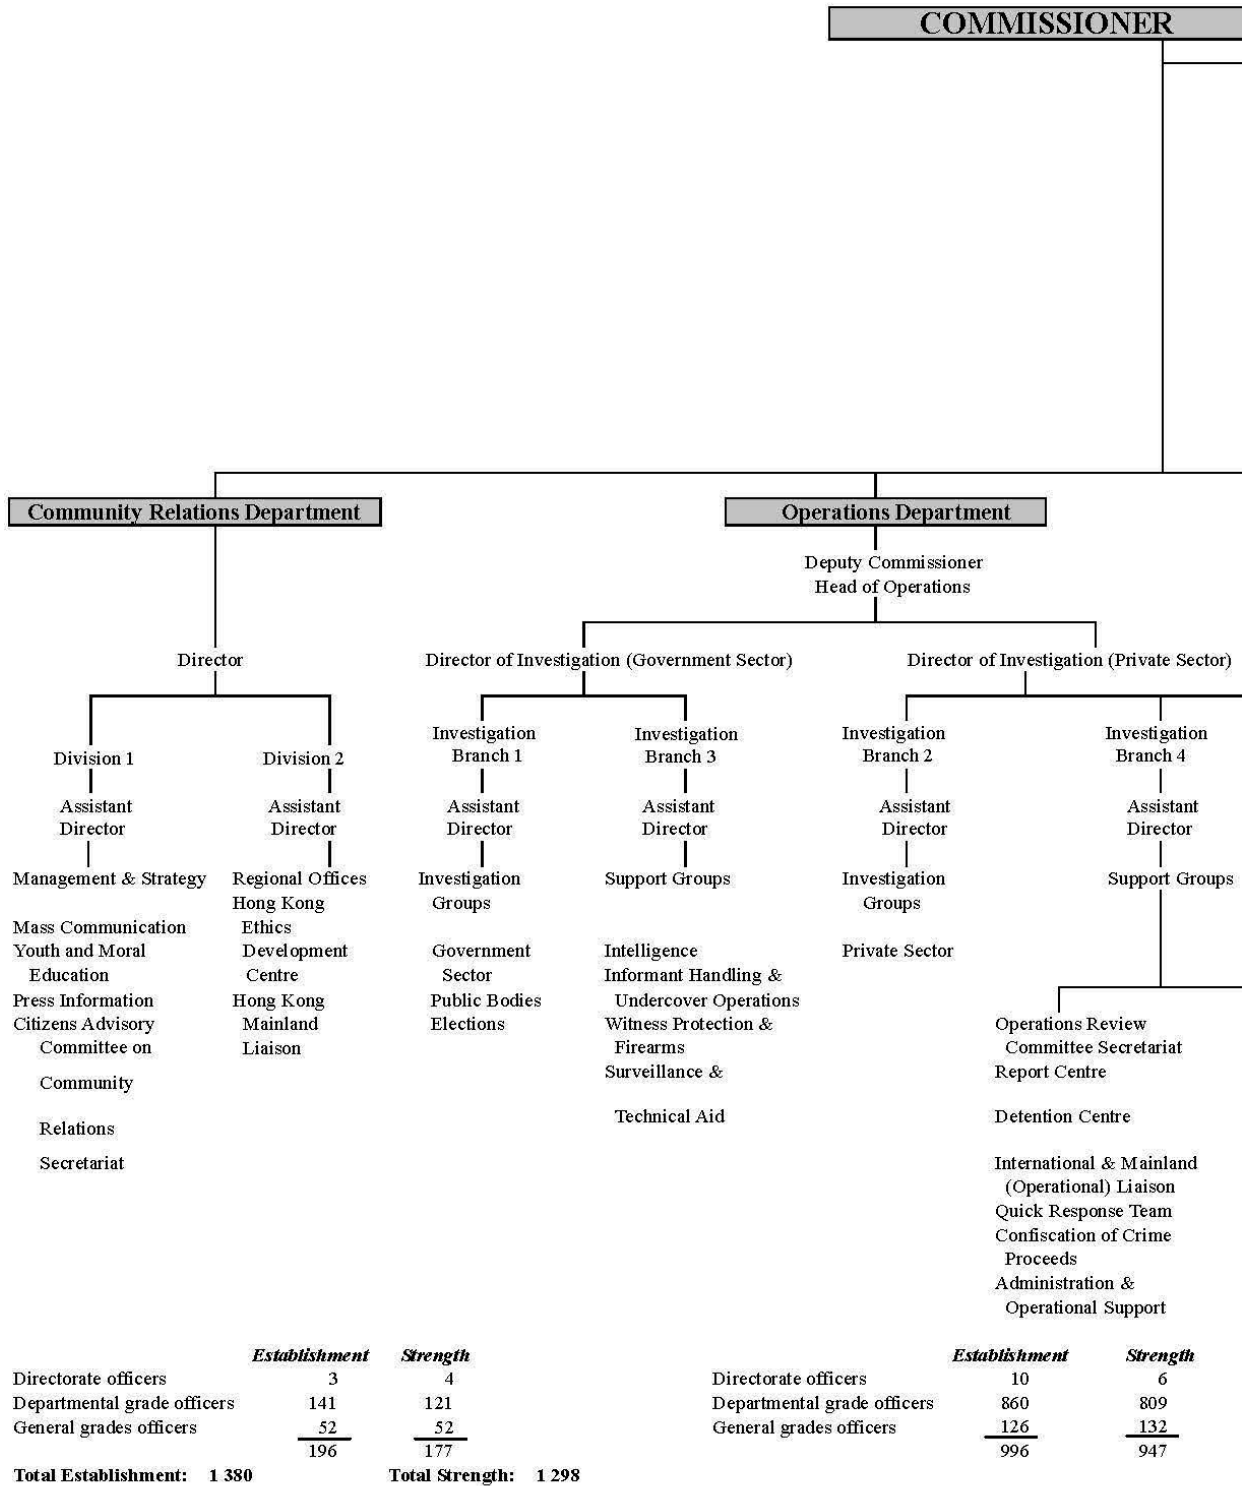 COMMISSIONER
Community Relations Department
Operations Department
Deputy Commissioner
Head of Operations
Director
Director of Investigation (Government Sector)
Director of Investigation (Private Sector)
Division 1
Division 2
Investigation
Branch 1
Investigation
Branch 3
Investigation
Branch 2
Investigation
Branch 4
Assistant
Director
Assistant
Director
Assistant
Director
Assistant
Director
Assistant
Director
Assistant
Director
Management & Strategy
Mass Communication
Youth and Moral
Education
Press Information
Citizens Advisory
Committee on
Community
Relations
Secretariat
Regional Offices
Hong Kong
Ethics
Development
Centre
Hong Kong
Mainland
Liaison
Investigation
Groups
Government
Sector
Public Bodies
Elections
Support Groups
Intelligence
Informant Handling &
Undercover Operations
Witness Protection &
Firearms
Surveillance &
Technical Aid
Investigation
Groups
Private Sector
Support Groups
Operations Review
Committee Secretariat
Report Centre
Detention Centre
International & Mainland
(Operational) Liaison
Quick Response Team
Confiscation of Crime
Proceeds
Administration &
Operational Support
Establishment Strength
Directorate officers 3 4
Departmental grade officers 141 121
General grades officers 52 52
196 177
Establishment Strength
Directorate officers 10 6
Departmental grade officers 860 809
General grades officers 126 132
996 947
Total Establishment: 1 380 Total Strength: 1 298